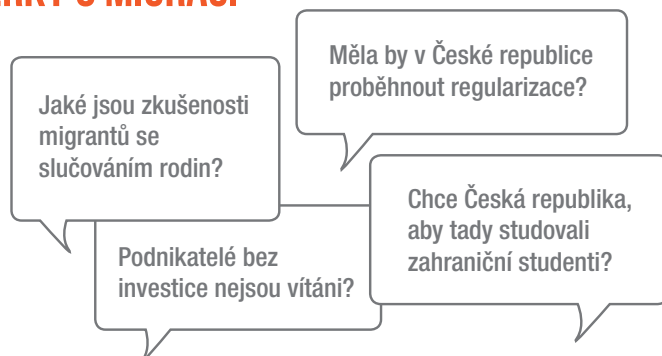 Měla by v České republice
proběhnout regularizace?
Jaké jsou zkušenosti
migrantů se
slučováním rodin?
Chce Česká republika,
aby tady studovali
zahraniční studenti?
Podnikatelé bez
investice nejsou vítáni?